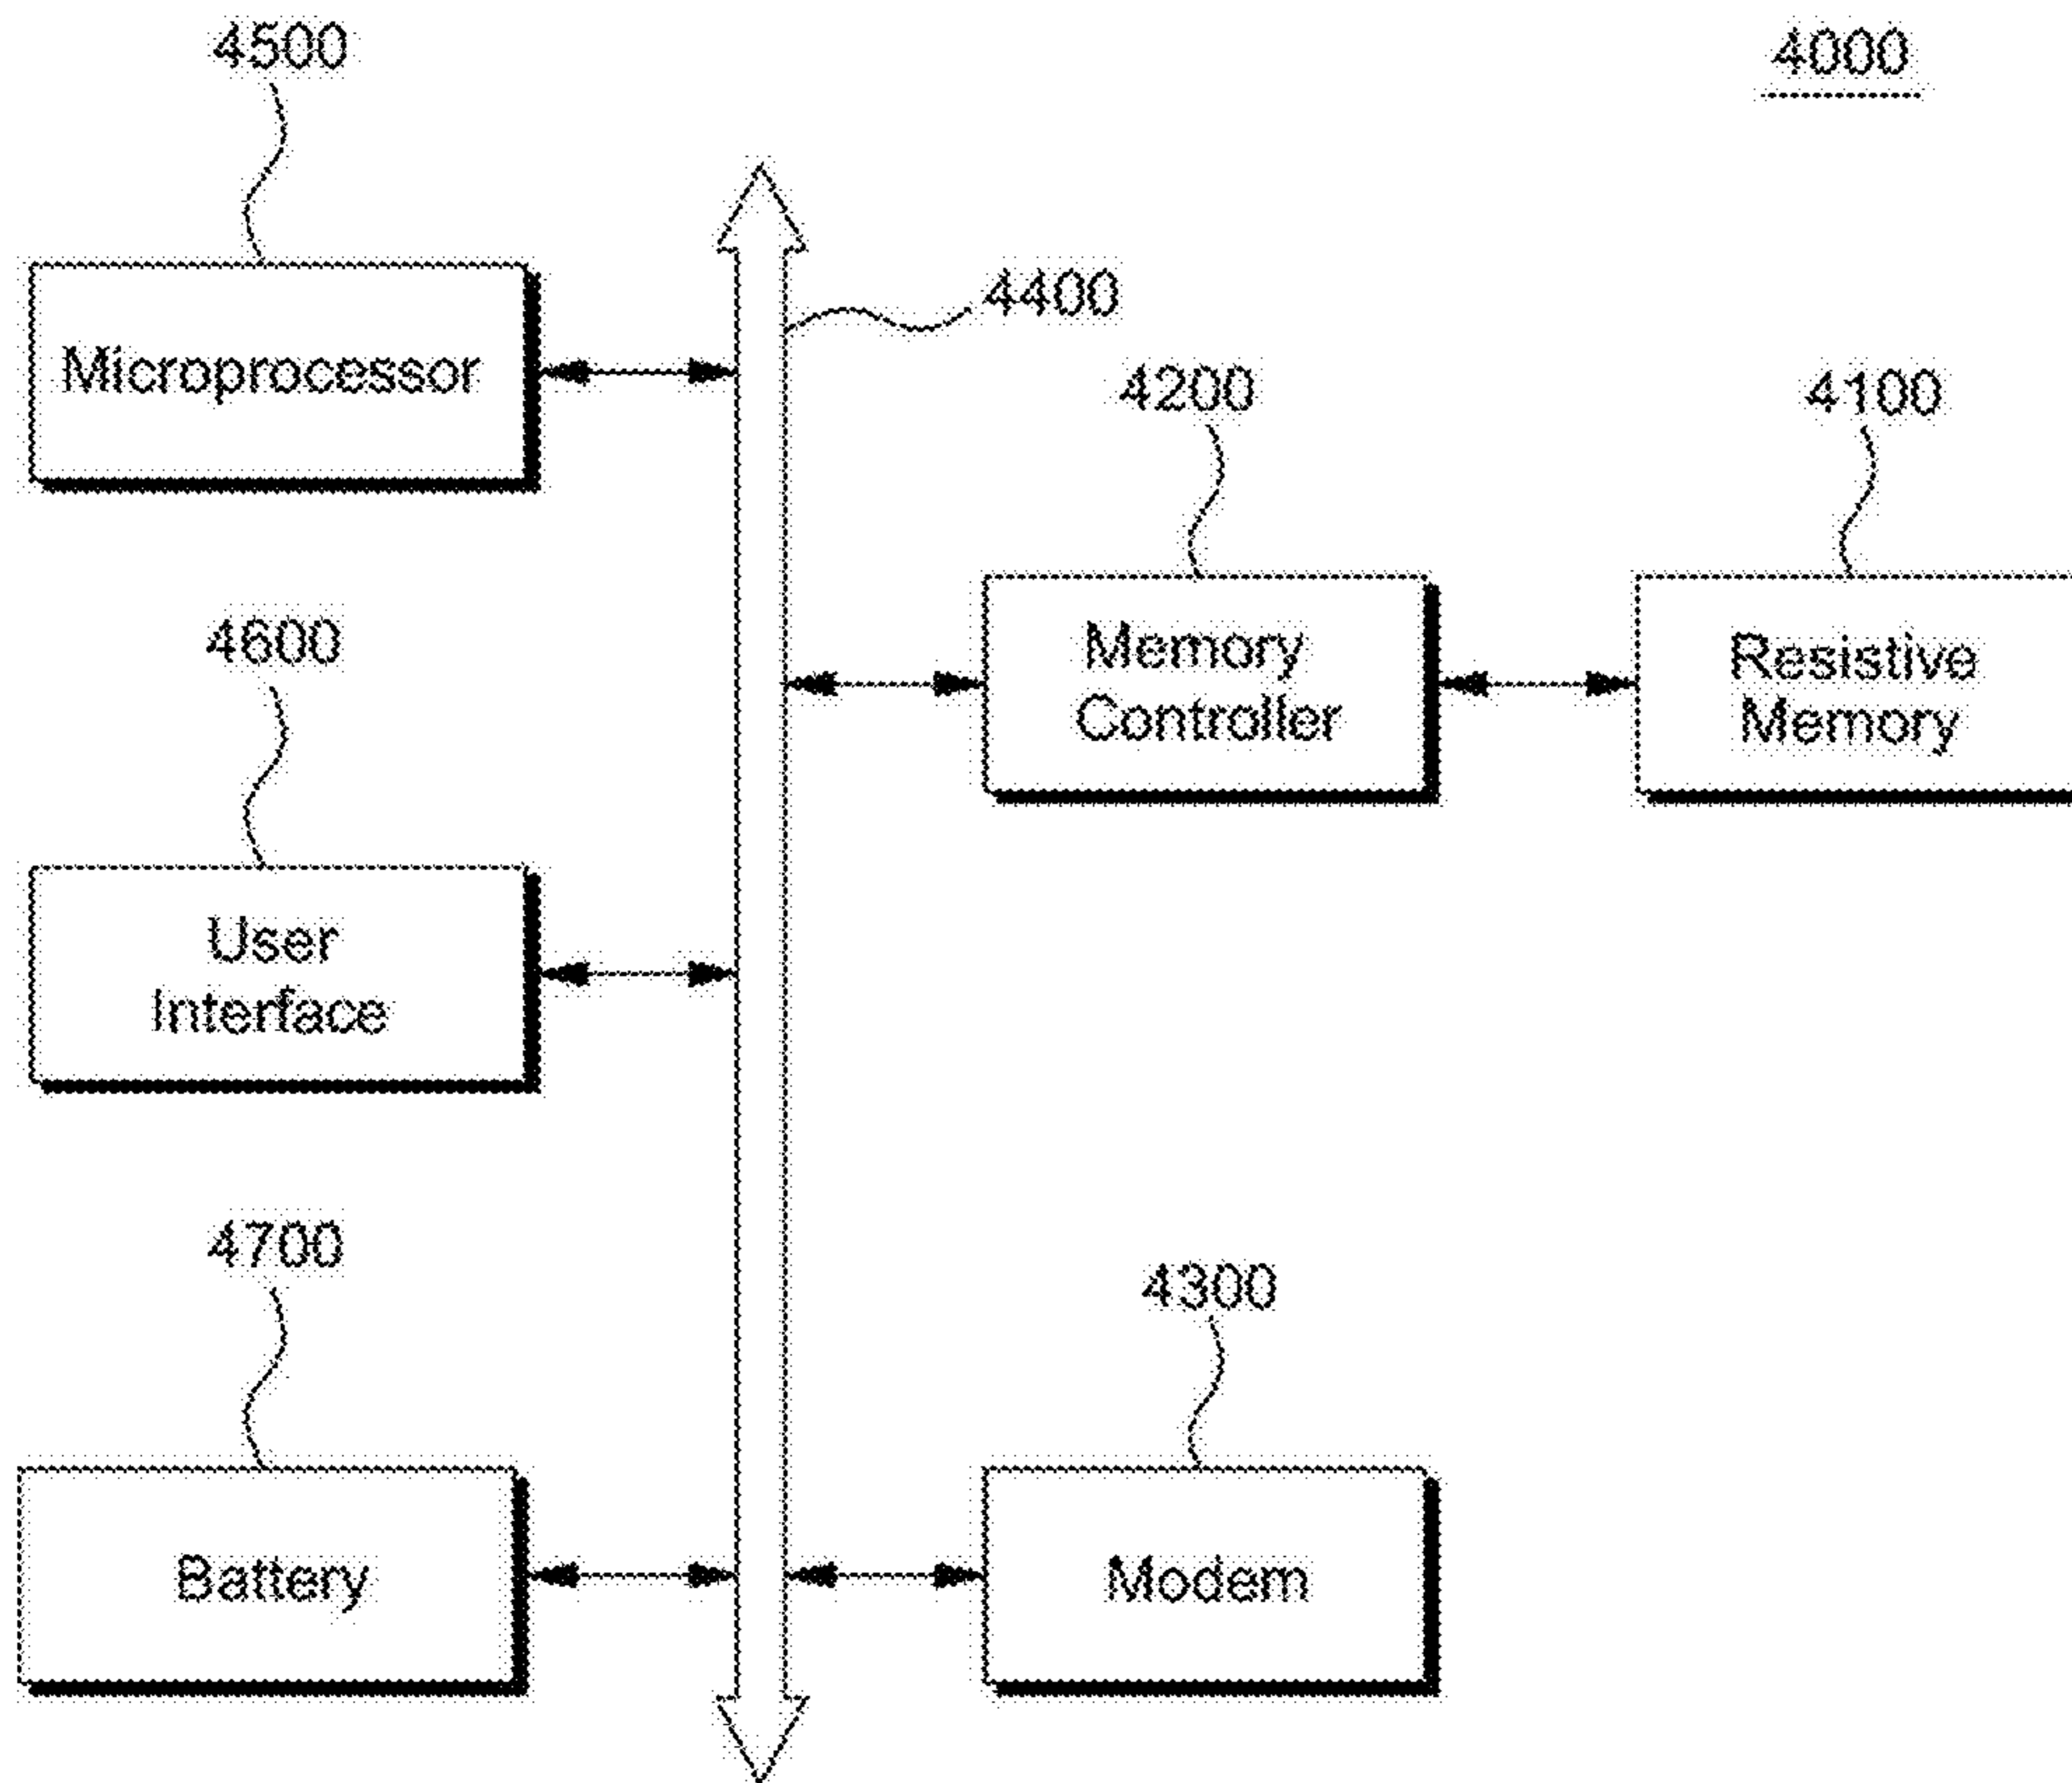 4500
4000
4400
Microprocessor
4200
4100
4600
Memory
Controller
Resistive
Memory
User
Interface
4700
4300
Battery
Modem